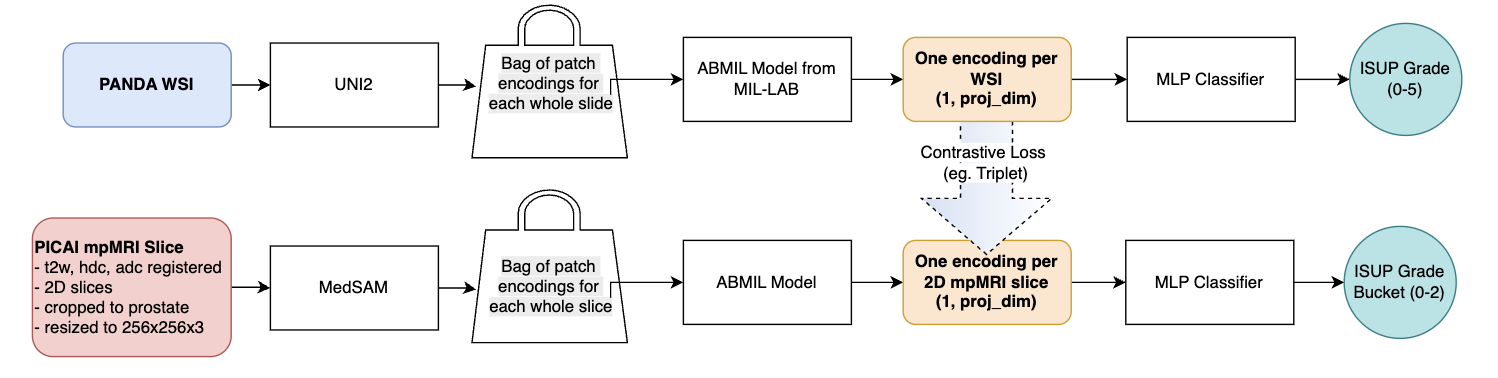 PANDA WSI
UNI2
Bag of patch
encodings for
each whole slide
ABMIL Model from
MIL-LAB
One encoding per
WSI
(1, proj_dim)
MLP Classifier
ISUP Grade
(0-5)
Contrastive Loss
(eg. Triplet)
PICAI mpMRI Slice
- t2w, hdc, adc registered
- 2D slices
- cropped to prostate
- resized to 256x256x3
MedSAM
Bag of patch
encodings for
each whole slice
ABMIL Model
One encoding per
2D mpMRI slice
(1, proj_dim)
MLP Classifier
ISUP Grade
Bucket (0-2)